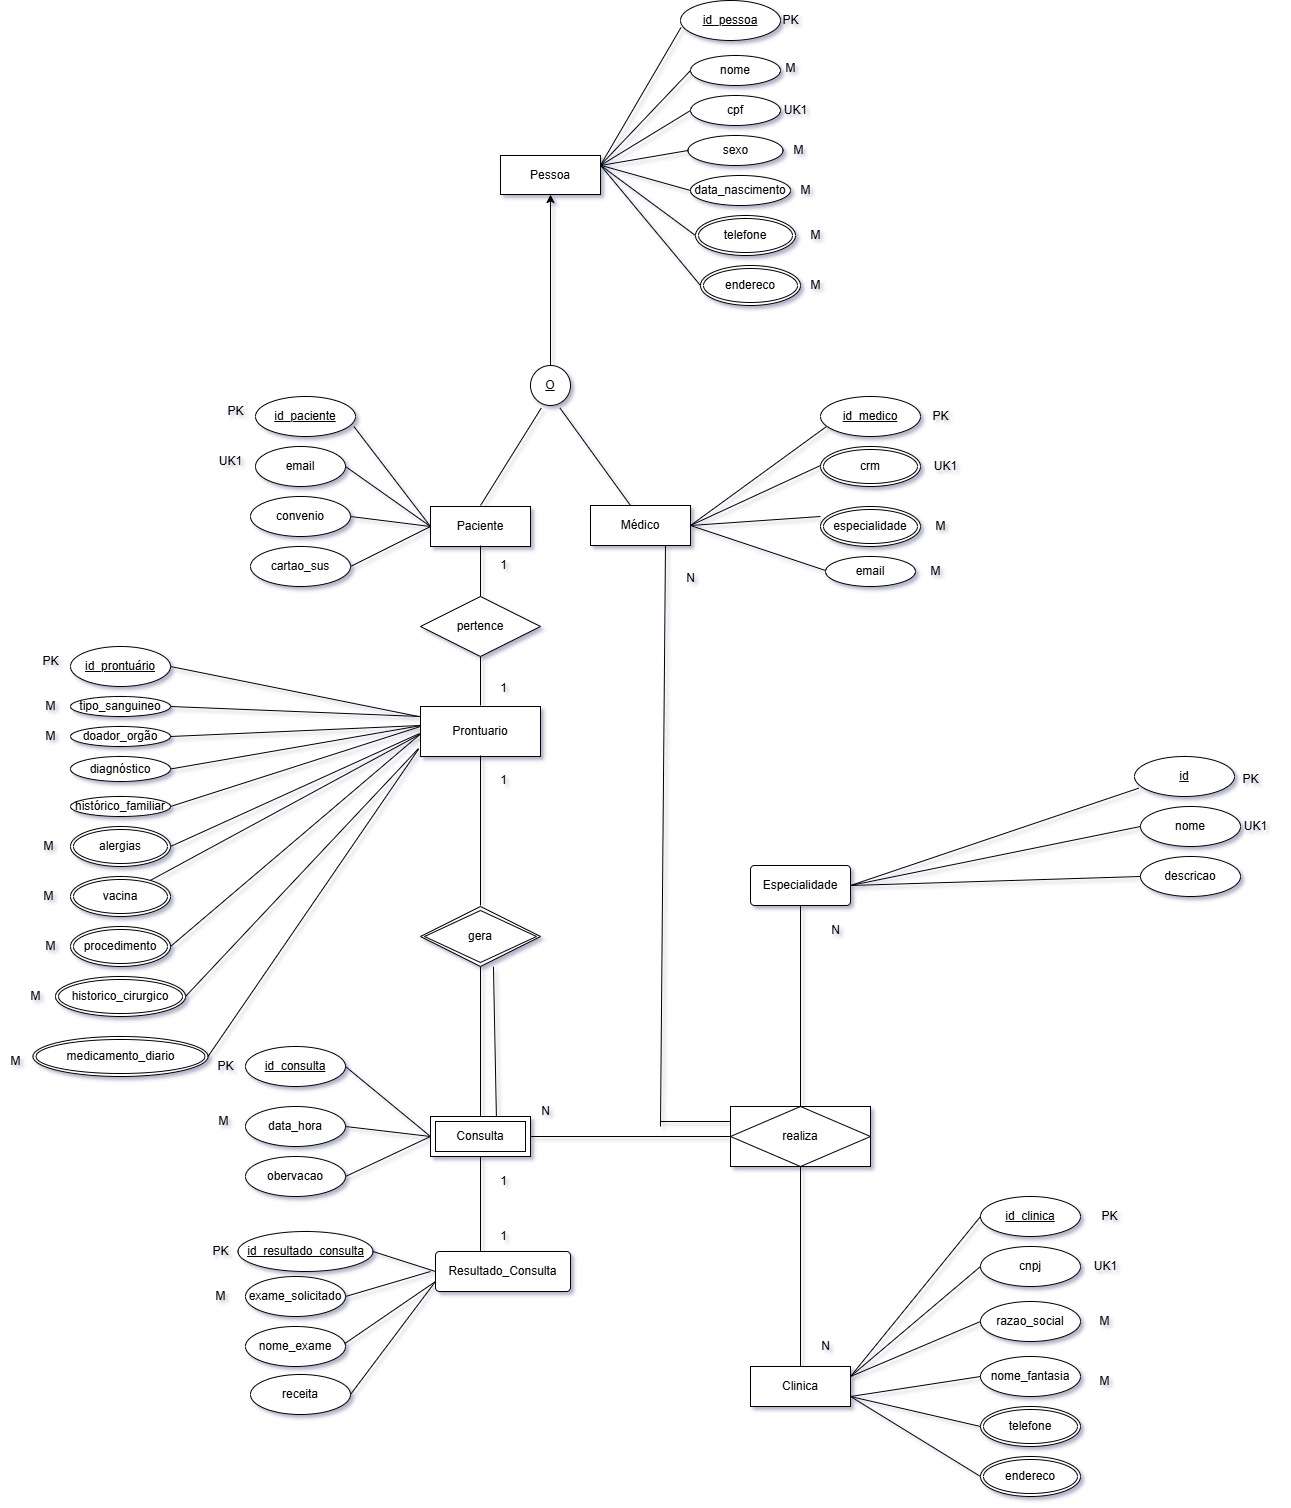 id_pessoa PK
nome M
cpf UK1
sexo M
Pessoa
data_nascimento M
telefone M
endereco M
O
PK id_paciente
id_medico PK
UK1 email
crm UK1
convenio
Paciente
Médico
especialidade M
cartao_sus
1
email M
N
pertence
PK id_prontuário
1
M tipo_sanguineo
Prontuario
M doador_orgão
diagnóstico
1
id PK
histórico_familiar
nome UK1
M alergias
Especialidade
descricao
M vacina
N
gera
M procedimento
M historico_cirurgico
M medicamento_diario
PK id_consulta
N
M data_hora
Consulta
realiza
obervacao
1
id_clinica PK
1
PK id_resultado_consulta
Resultado_Consulta
cnpj UK1
M exame_solicitado
razao_social M
nome_exame
N
receita
Clinica
nome_fantasia M
telefone
endereco